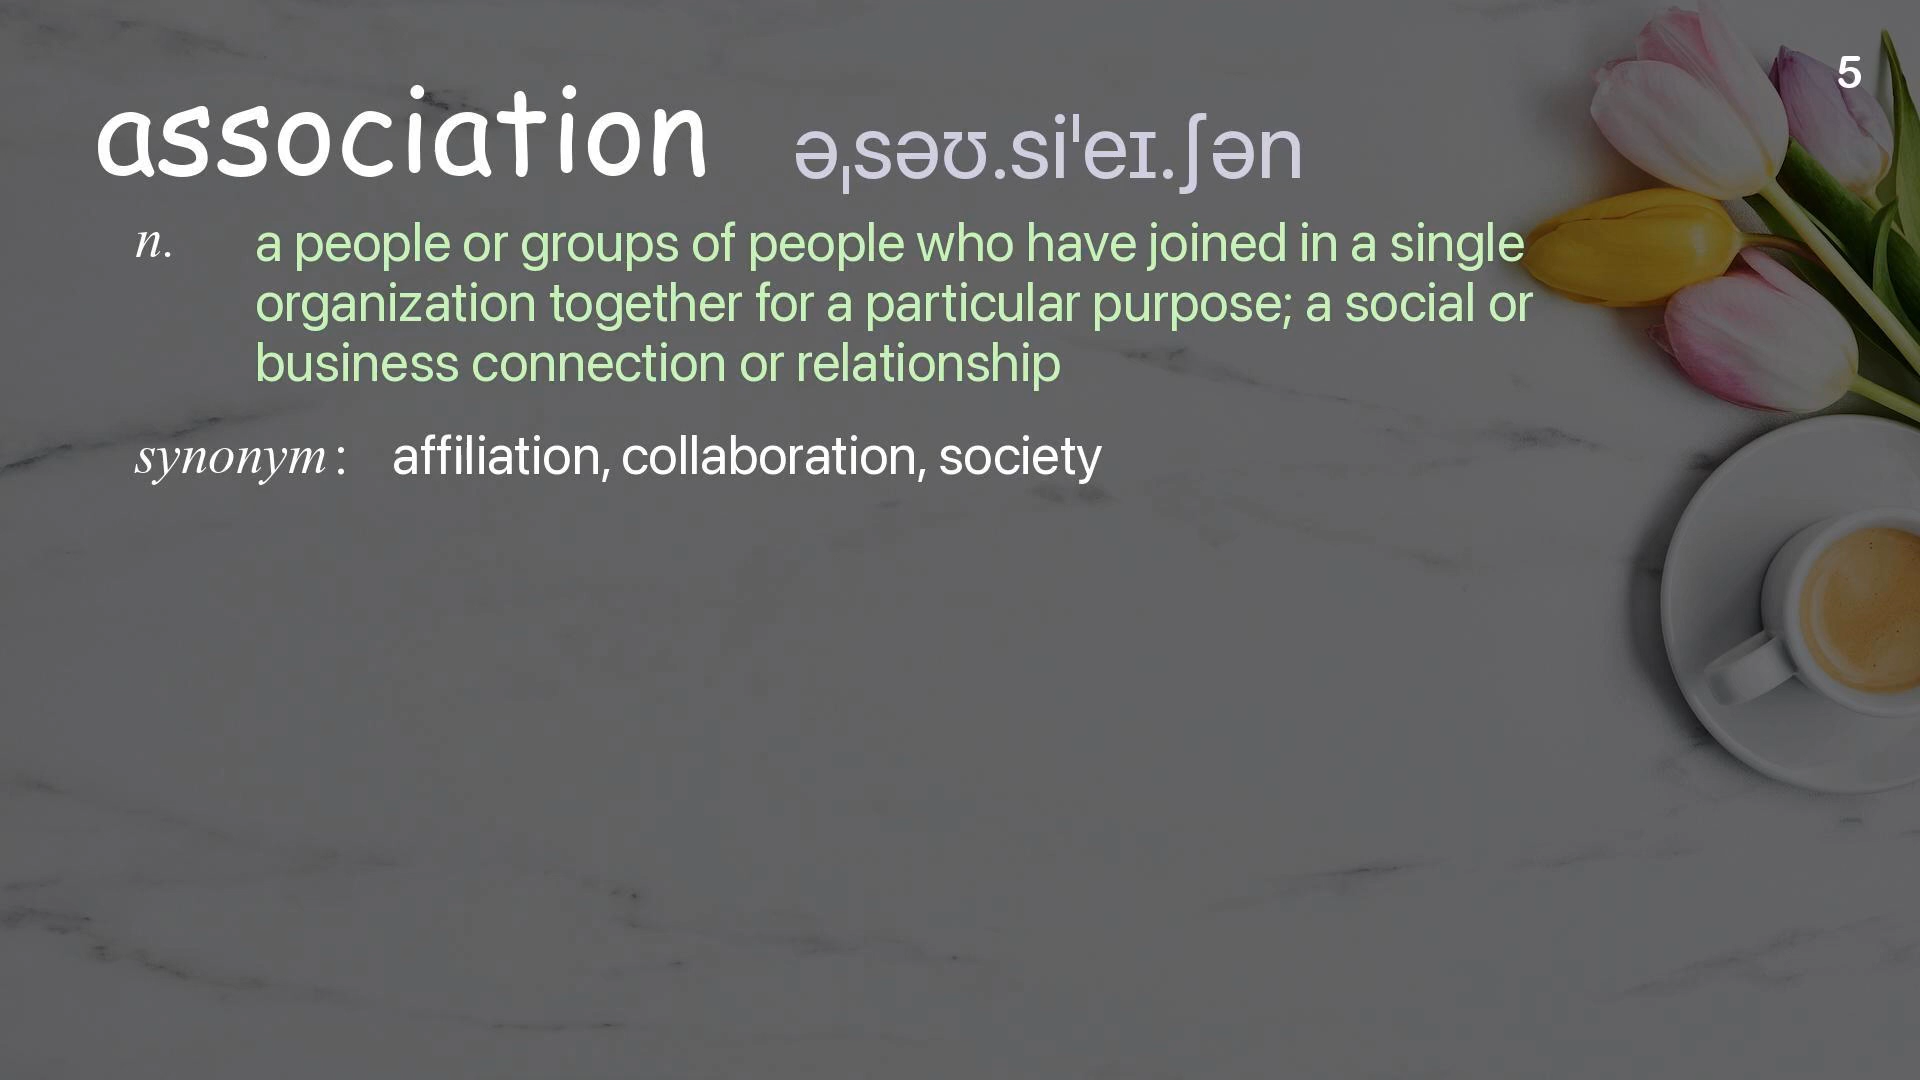 5
association əˌsəʊ.siˈeɪ.ʃən
n. a people or groups of people who have joined in a single
organization together for a particular purpose; a social or
business connection or relationship
synonym: affiliation, collaboration, society